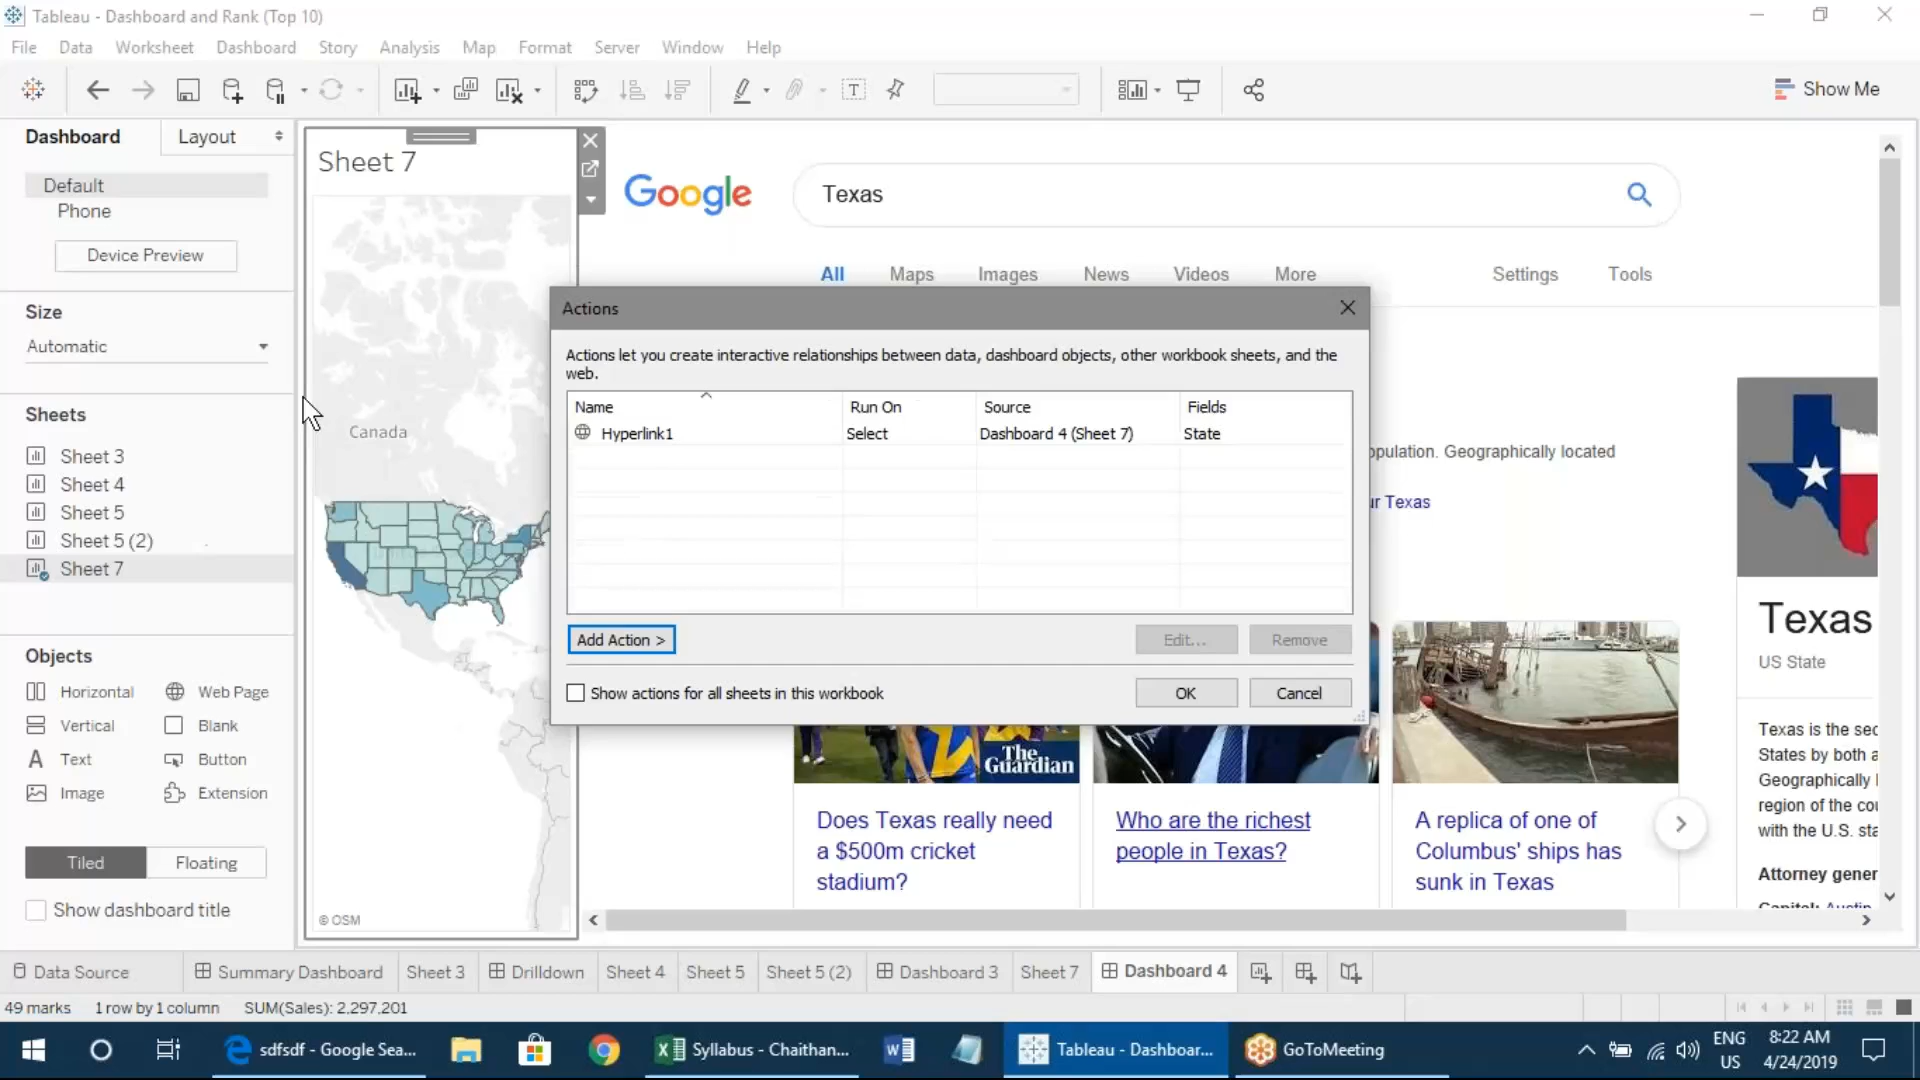 Tableau - Dashboard and Rank (Top 10)
File Data Worksheet Dashboard Story Analysis Map Format Server Window Help
T
Show Me
Dashboard Layout
Default
Phone
Device Preview
Size
Automatic
Sheets
Sheet 3
Sheet 4
Sheet 5
Sheet 5 (2)
Sheet 7
Objects
Horizontal Web Page
Vertical Blank
A Text Button
Image Extension
Tiled Floating
Show dashboard title
Sheet 7
Canada
© OSM
Google Texas
All Maps Images News Videos More Settings Tools
Actions
Actions let you create interactive relationships between data, dashboard objects, other workbook sheets, and the
web.
Name Run On Source Fields
Hyperlink1 Select Dashboard 4 (Sheet 7) State
Add Action > Edit... Remove
Show actions for all sheets in this workbook OK Cancel
opulation. Geographically located
Texas
Texas
US State
Texas is the sec
States by both a
Geographically
region of the cou
with the U.S. sta
Attorney gener
The
Guardian
Does Texas really need
a $500m cricket
stadium?
Who are the richest
people in Texas?
A replica of one of
Columbus' ships has
sunk in Texas
Data Source Summary Dashboard Sheet 3 Drilldown Sheet 4 Sheet 5 Sheet 5 (2) Dashboard 3 Sheet 7 Dashboard 4
49 marks 1 row by 1 column SUM(Sales): 2,297,201
sdfsdf - Google Sea... Syllabus - Chaithan... Tableau - Dashboar... GoToMeeting
ENG
US
8:22 AM
4/24/2019